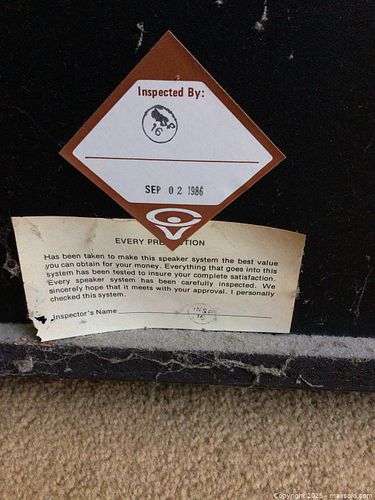 Inspected By:
16
SEP 02 1986
EVERY PRE TION
Has been taken to make this speaker system the best value
you can obtain for your money. Everything that goes into this
system has been tested to insure your complete satisfaction.
Every speaker system has been carefully inspected. We
sincerely hope that it meets with your approval. I personally
checked this system.
Inspector's Name
INSP
16
Copyright 2025 - maxsold.com